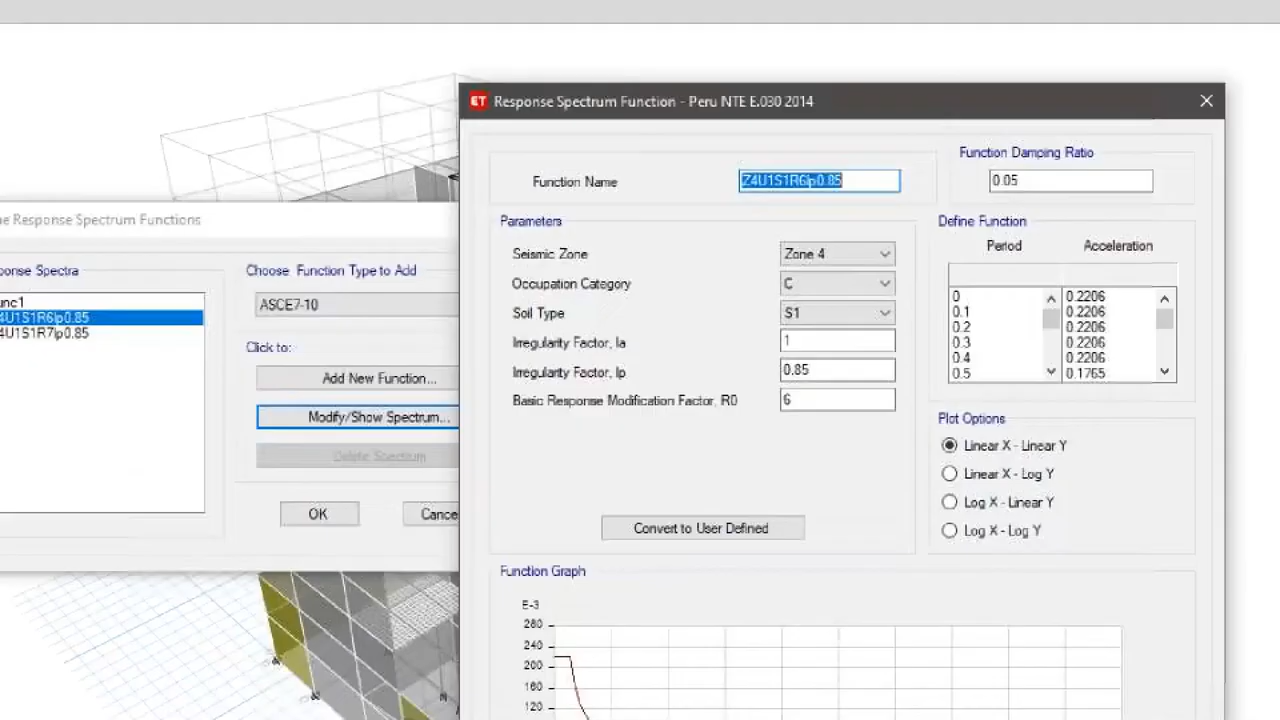 ET Response Spectrum Function - Peru NTE E.030 2014
Function Name
Z4U1S1R6Ip0.85
Function Damping Ratio
0.05
Parameters
Seismic Zone
Zone 4
Occupation Category
C
Soil Type
S1
Irregularity Factor, Ia
1
Irregularity Factor, Ip
0.85
Basic Response Modification Factor, R0
6
Convert to User Defined
Define Function
Period Acceleration
0 0.2206
0.1 0.2206
0.2 0.2206
0.3 0.2206
0.4 0.2206
0.5 0.1765
Plot Options
Linear X - Linear Y
Linear X - Log Y
Log X - Linear Y
Log X - Log Y
Function Graph
E-3
280
240
200
160
120
e Response Spectrum Functions
ponse Spectra
unc1
4U1S1R6Ip0.85
4U1S1R7Ip0.85
Choose Function Type to Add
ASCE7-10
Click to:
Add New Function...
Modify/Show Spectrum...
Delete Spectrum
OK
Cance